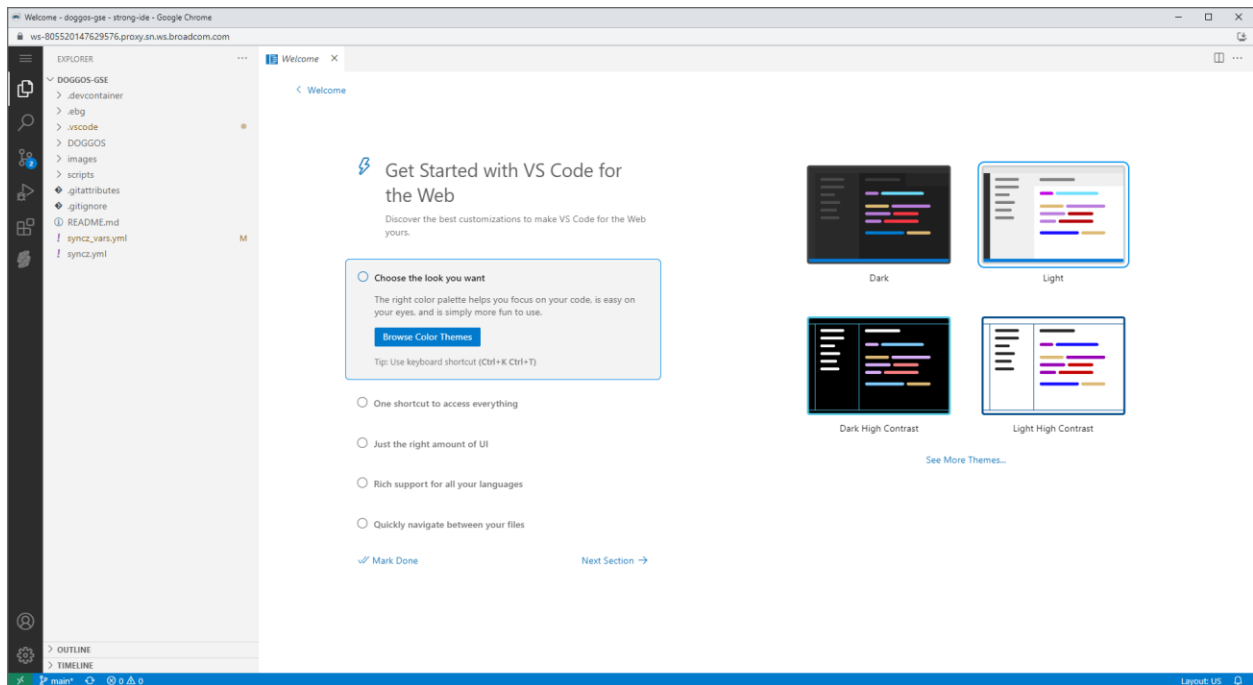 Welcome - doggos-gse - strong-ide - Google Chrome
ws-805520147629576.proxy.sn.ws.broadcom.com
EXPLORER
DOGGOS-GSE
.devcontainer
.ebg
.vscode
DOGGOS
images
scripts
.gitattributes
.gitignore
README.md
! syncz_vars.yml M
! syncz.yml
OUTLINE
TIMELINE
2
Welcome
< Welcome
Get Started with VS Code for
the Web
Discover the best customizations to make VS Code for the Web
yours.
Choose the look you want
The right color palette helps you focus on your code, is easy on
your eyes, and is simply more fun to use.
Browse Color Themes
Tip: Use keyboard shortcut (Ctrl+K Ctrl+T)
One shortcut to access everything
Just the right amount of UI
Rich support for all your languages
Quickly navigate between your files
Mark Done
Next Section →
Dark
Light
Dark High Contrast
Light High Contrast
See More Themes...
main* 0 0
Layout: US